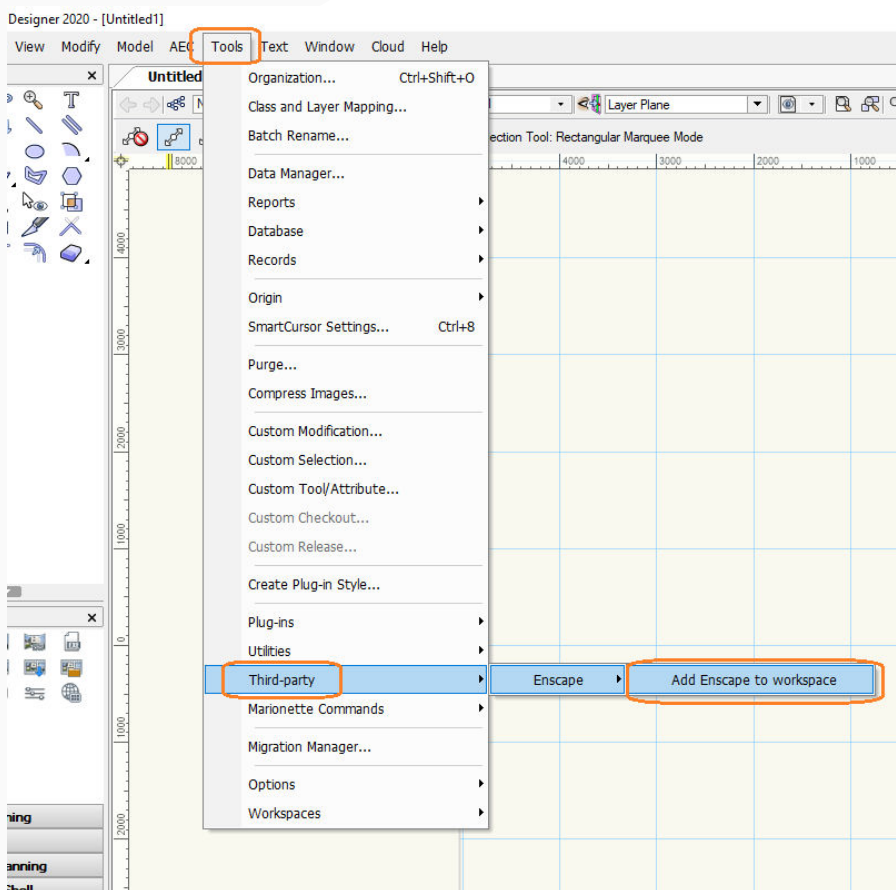 Designer 2020 - [Untitled1]
View Modify Model AEC Tools Text Window Cloud Help
Untitled
Organization... Ctrl+Shift+O
Class and Layer Mapping...
Layer Plane
Batch Rename...
ection Tool: Rectangular Marquee Mode
8000 4000 3000 2000 1000
Data Manager...
Reports
Database
4000
Records
Origin
SmartCursor Settings... Ctrl+8
3000
Purge...
Compress Images...
Custom Modification...
2000
Custom Selection...
Custom Tool/Attribute...
Custom Checkout...
1000
Custom Release...
Create Plug-in Style...
Plug-ins
0
Utilities
Third-party Enscape Add Enscape to workspace
Marionette Commands
1000
Migration Manager...
Options
Workspaces
ning
2000
anning
Shell